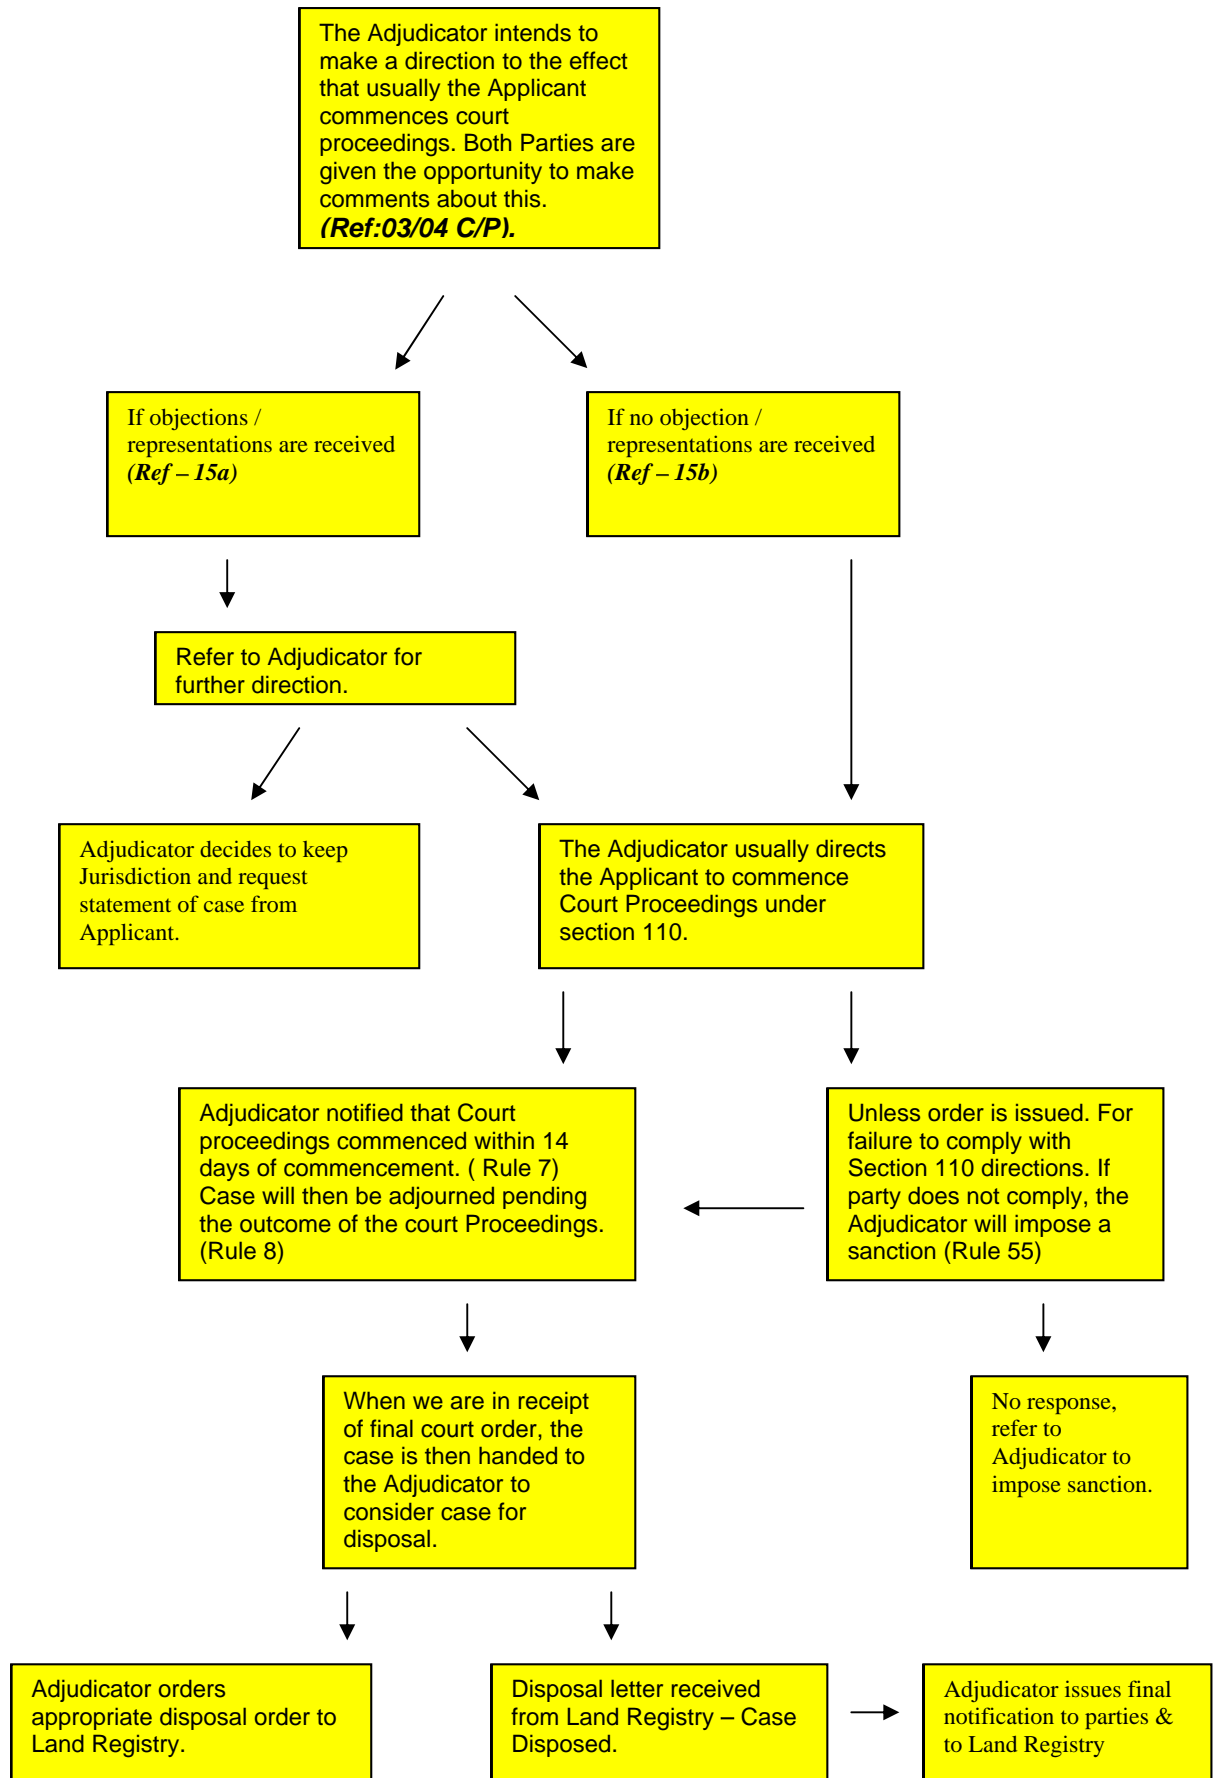 The Adjudicator intends to
make a direction to the effect
that usually the Applicant
commences court
proceedings. Both Parties are
given the opportunity to make
comments about this.
(Ref:03/04 C/P).
If objections /
representations are received
(Ref – 15a)
If no objection /
representations are received
(Ref – 15b)
Refer to Adjudicator for
further direction.
Adjudicator decides to keep
Jurisdiction and request
statement of case from
Applicant.
The Adjudicator usually directs
the Applicant to commence
Court Proceedings under
section 110.
Adjudicator notified that Court
proceedings commenced within 14
days of commencement. ( Rule 7)
Case will then be adjourned pending
the outcome of the court Proceedings.
(Rule 8)
Unless order is issued. For
failure to comply with
Section 110 directions. If
party does not comply, the
Adjudicator will impose a
sanction (Rule 55)
When we are in receipt
of final court order, the
case is then handed to
the Adjudicator to
consider case for
disposal.
No response,
refer to
Adjudicator to
impose sanction.
Adjudicator orders
appropriate disposal order to
Land Registry.
Disposal letter received
from Land Registry – Case
Disposed.
Adjudicator issues final
notification to parties &
to Land Registry